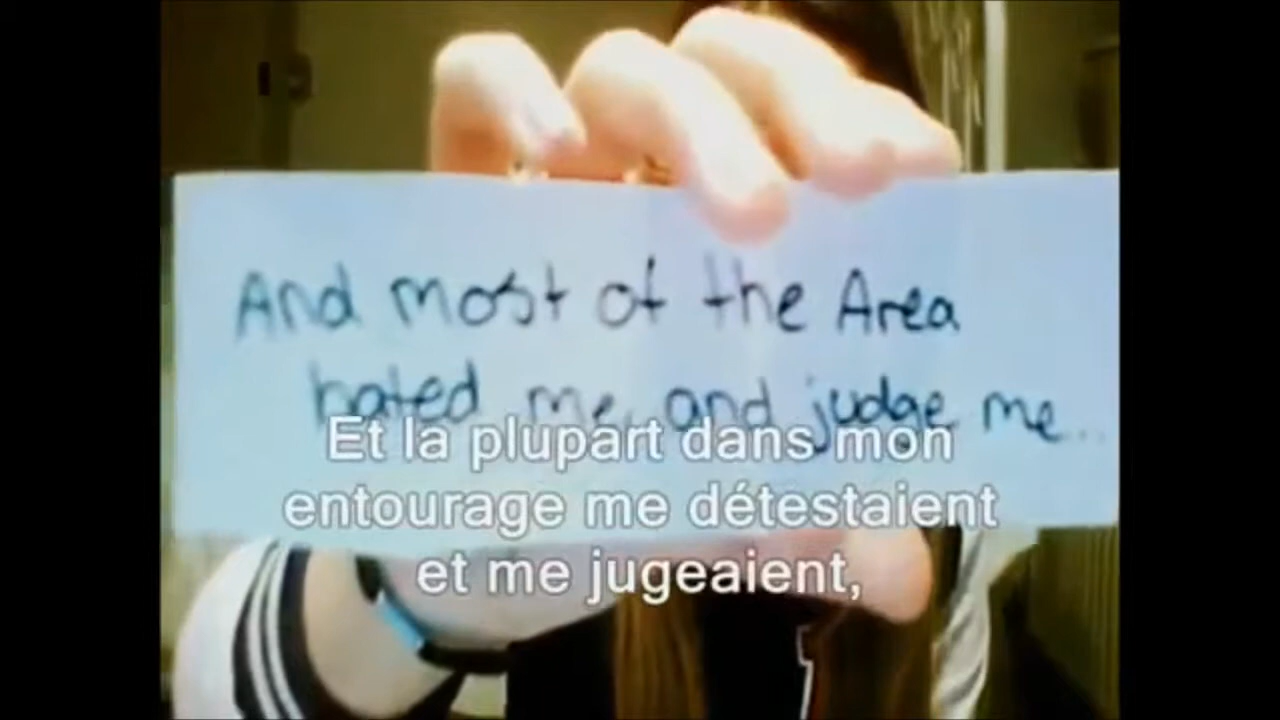 And most of the Area
hated me, and judge me...
Et la plupart dans mon
entourage me détestaient
et me jugeaient,